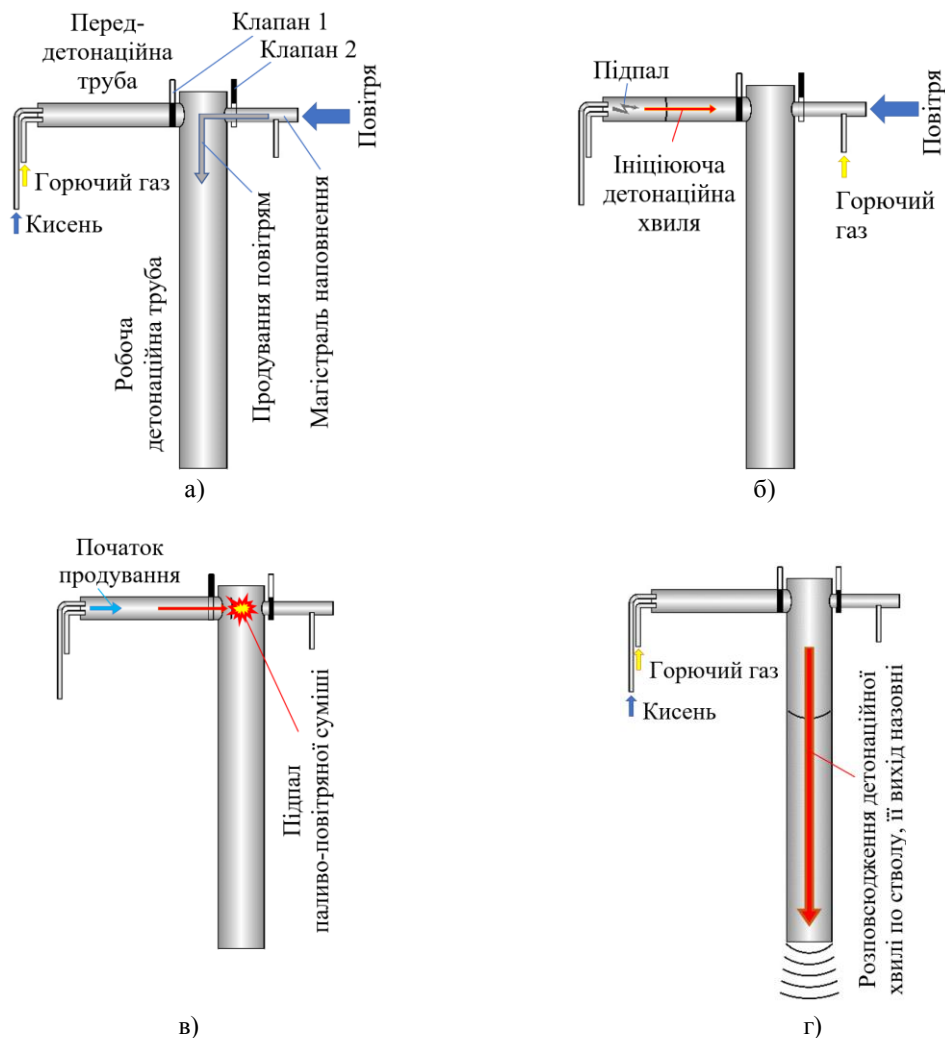 Перед-
детонаційна
труба
Клапан 1
Клапан 2
Повітря
Горючий газ
Кисень
Робоча
детонаційна труба
Продування повітрям
Магістраль наповнення
а)
Підпал
Повітря
Ініціююча
детонаційна
хвиля
Горючий
газ
б)
Початок
продування
Підпал
паливо-повітряної суміші
в)
Горючий газ
Кисень
Розповсюдження детонаційної
хвилі по стволу, її вихід назовні
г)